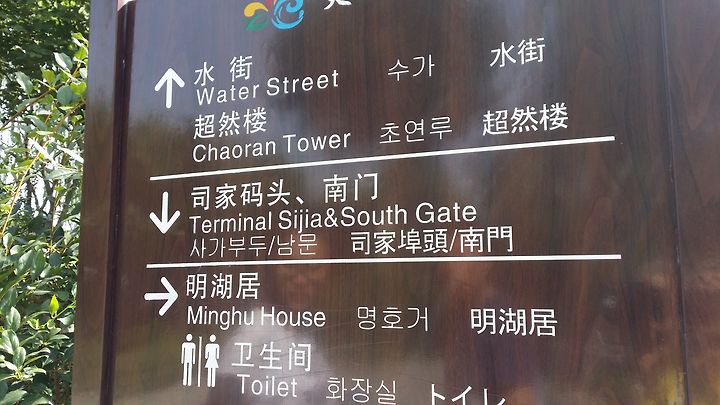 水街
Water Street 수가 水街
超然楼
Chaoran Tower 초연루 超然楼
司家码头、南门
Terminal Sijia&South Gate
사가부두/남문 司家埠頭/南門
明湖居
Minghu House 명호거 明湖居
卫生间
Toilet 화장실 トイレ